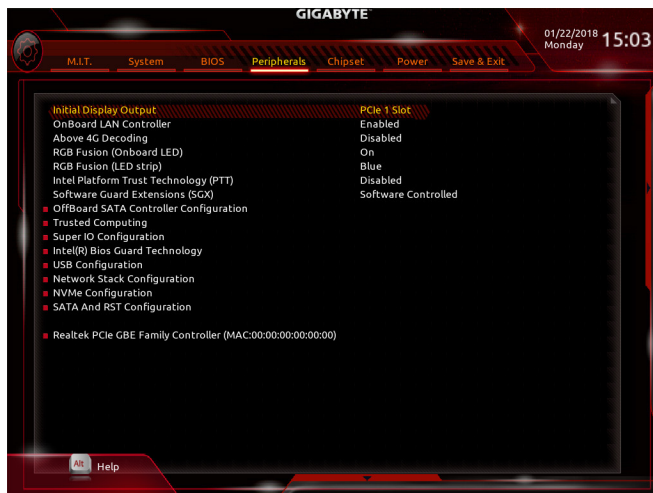 GIGABYTE
01/22/2018 15:03
Monday
M.I.T. System BIOS Peripherals Chipset Power Save & Exit
Initial Display Output PCIe 1 Slot
OnBoard LAN Controller Enabled
Above 4G Decoding Disabled
RGB Fusion (Onboard LED) On
RGB Fusion (LED strip) Blue
Intel Platform Trust Technology (PTT) Disabled
Software Guard Extensions (SGX) Software Controlled
OffBoard SATA Controller Configuration
Trusted Computing
Super IO Configuration
Intel(R) Bios Guard Technology
USB Configuration
Network Stack Configuration
NVMe Configuration
SATA And RST Configuration
Realtek PCIe GBE Family Controller (MAC:00:00:00:00:00:00)
Alt Help